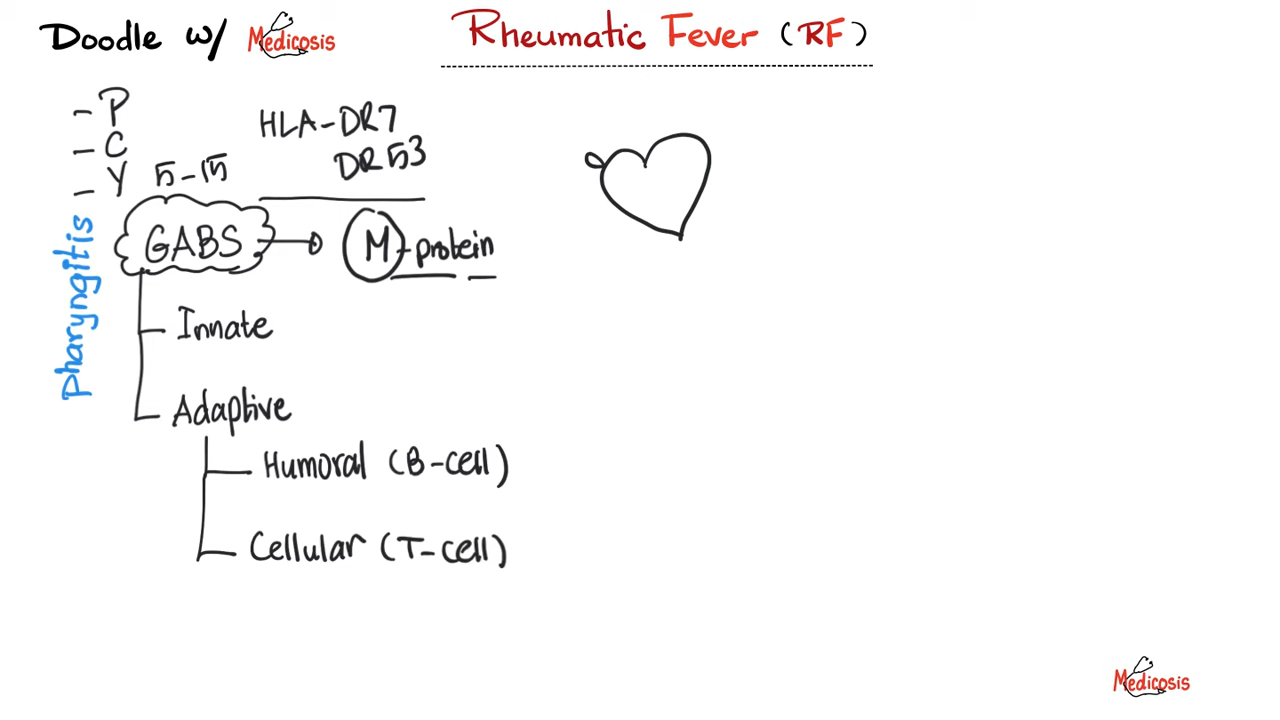 Doodle w/ Medicosis
Rheumatic Fever (RF)
- P
- C
- Y
5-15
HLA-DR7
DR53
Pharyngitis
GABS
M-protein
Innate
Adaptive
Humoral (B-cell)
Cellular (T-cell)
Medicosis